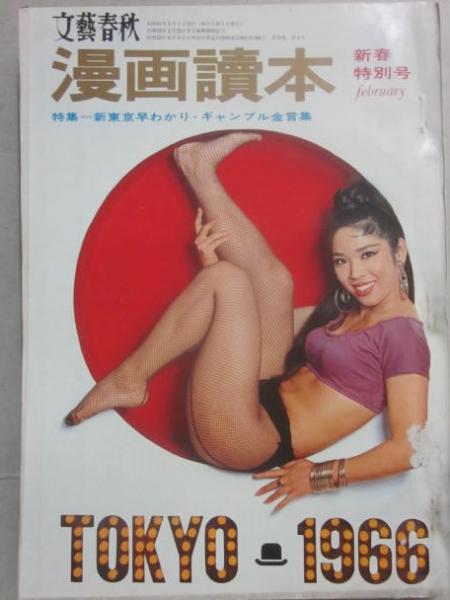 文藝春秋
漫画讀本
新春
特別号
february
特集—新東京早わかり・ギャンブル金言集
TOKYO 1966